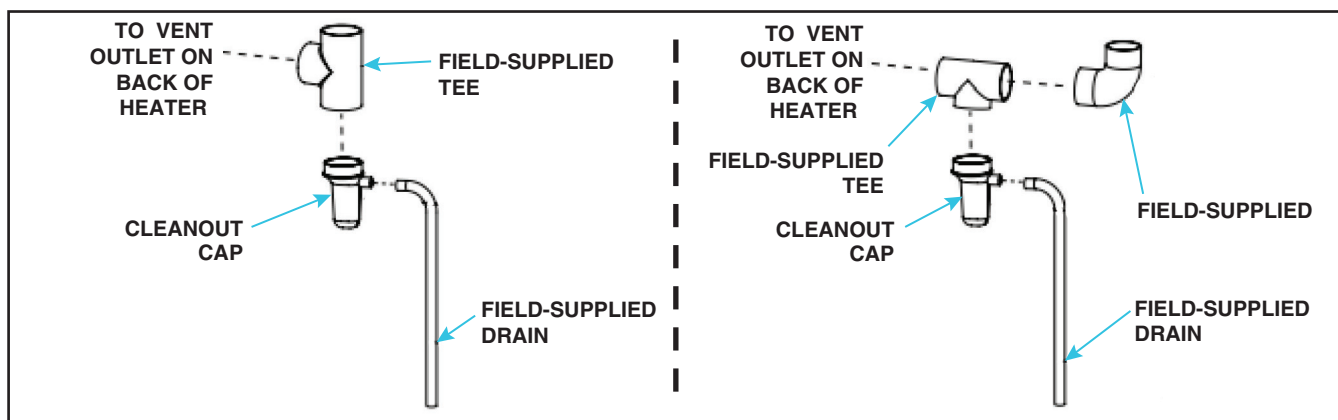 TO VENT
OUTLET ON
BACK OF
HEATER
FIELD-SUPPLIED
TEE
CLEANOUT
CAP
FIELD-SUPPLIED
DRAIN
TO VENT
OUTLET ON
BACK OF
HEATER
FIELD-SUPPLIED
TEE
FIELD-SUPPLIED
CLEANOUT
CAP
FIELD-SUPPLIED
DRAIN